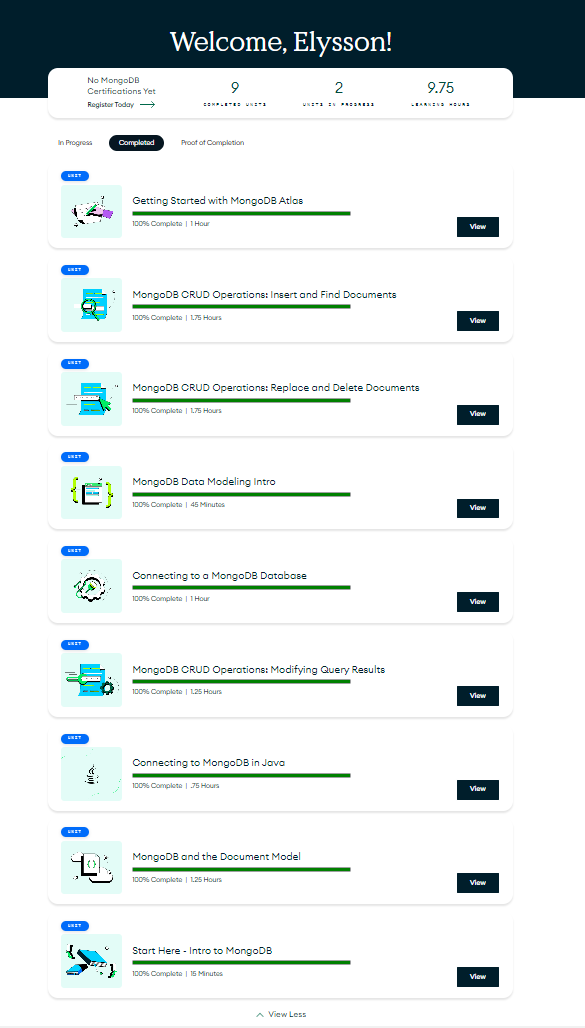 Welcome, Elysson!
No MongoDB
Certifications Yet
Register Today
9
COMPLETED UNITS
2
UNITS IN PROGRESS
9.75
LEARNING HOURS
In Progress
Completed
Proof of Completion
UNIT
Getting Started with MongoDB Atlas
100% Complete | 1 Hour
View
UNIT
MongoDB CRUD Operations: Insert and Find Documents
100% Complete | 1.75 Hours
View
UNIT
MongoDB CRUD Operations: Replace and Delete Documents
100% Complete | 1.75 Hours
View
UNIT
MongoDB Data Modeling Intro
100% Complete | 45 Minutes
View
UNIT
Connecting to a MongoDB Database
100% Complete | 1 Hour
View
UNIT
MongoDB CRUD Operations: Modifying Query Results
100% Complete | 1.25 Hours
View
UNIT
Connecting to MongoDB in Java
100% Complete | .75 Hours
View
UNIT
MongoDB and the Document Model
100% Complete | 1.25 Hours
View
UNIT
Start Here - Intro to MongoDB
100% Complete | 15 Minutes
View
View Less